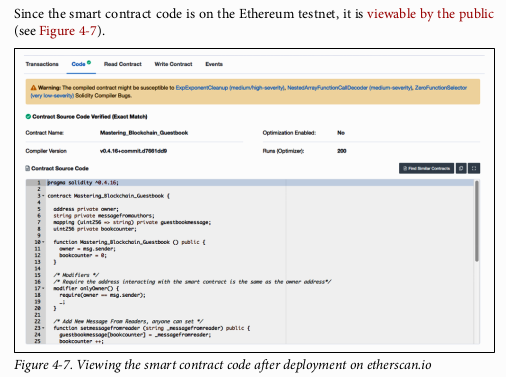 Since the smart contract code is on the Ethereum testnet, it is viewable by the public
(see Figure 4-7).
Transactions Code Read Contract Write Contract Events
Warning: The compiled contract might be susceptible to ExpExponentCleanup (medium/high-severity), NestedArrayFunctionCallDecoder (medium-severity), ZeroFunctionSelector
(very low-severity) Solidity Compiler Bugs.
Contract Source Code Verified (Exact Match)
Contract Name: Mastering_Blockchain_Guestbook Optimization Enabled: No
Compiler Version v0.4.16+commit.d7661dd9 Runs (Optimizer): 200
Contract Source Code Find Similar Contracts
1 pragma solidity ^0.4.16;
2
3 contract Mastering_Blockchain_Guestbook {
4
5 address private owner;
6 string private messagefromauthors;
7 mapping (uint256 => string) private guestbookmessage;
8 uint256 private bookcounter;
9
10 function Mastering_Blockchain_Guestbook () public {
11 owner = msg.sender;
12 bookcounter = 0;
13 }
14
15 /* Modifiers */
16 /* Require the address interacting with the smart contract is the same as the owner address*/
17 modifier onlyOwner() {
18 require(owner == msg.sender);
19 _;
20 }
21
22 /* Add New Message From Readers, anyone can set */
23 function setmessagefromreader (string _messagefromreader) public {
24 guestbookmessage[bookcounter] = _messagefromreader;
25 bookcounter ++;
Figure 4-7. Viewing the smart contract code after deployment on etherscan.io